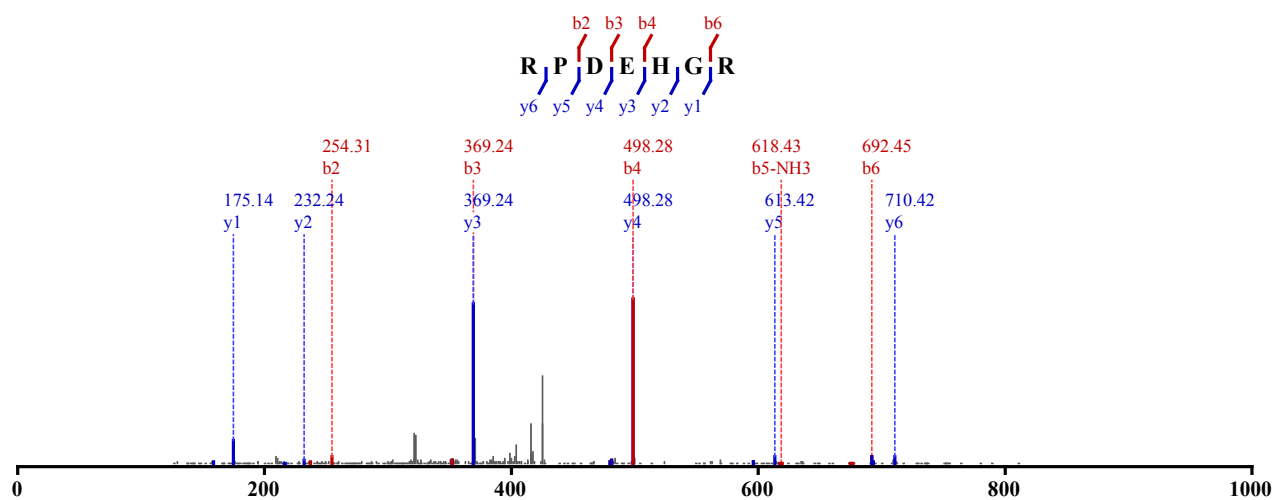 b2 b3 b4 b6
R P D E H G R
y6 y5 y4 y3 y2 y1
254.31 369.24 498.28 618.43 692.45
b2 b3 b4 b5-NH3 b6
175.14 232.24 369.24 498.28 613.42 710.42
y1 y2 y3 y4 y5 y6
0 200 400 600 800 1000